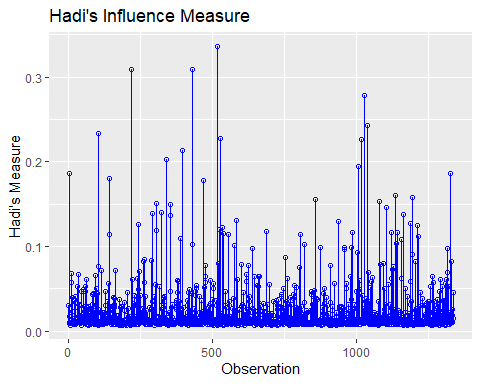 Hadi's Influence Measure
Hadi's Measure
0.3
0.2
0.1
0.0
0 500 1000
Observation